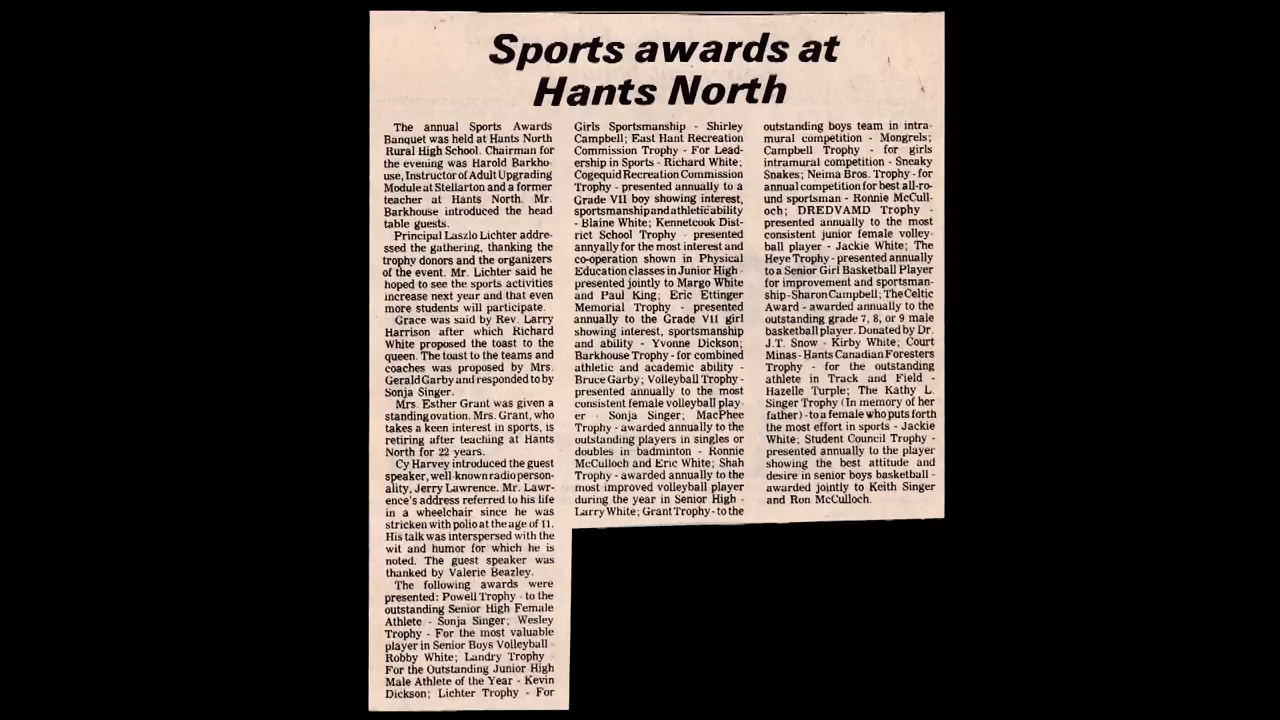 Sports awards at
Hants North
The annual Sports Awards
Banquet was held at Hants North
Rural High School. Chairman for
the evening was Harold Barkho-
use, Instructor of Adult Upgrading
Module at Stellarton and a former
teacher at Hants North. Mr.
Barkhouse introduced the head
table guests.
Principal Laszlo Lichter addre-
ssed the gathering, thanking the
trophy donors and the organizers
of the event. Mr. Lichter said he
hoped to see the sports activities
increase next year and that even
more students will participate.
Grace was said by Rev. Larry
Harrison after which Richard
White proposed the toast to the
queen. The toast to the teams and
coaches was proposed by Mrs.
Gerald Garby and responded to by
Sonja Singer.
Mrs. Esther Grant was given a
standing ovation. Mrs. Grant, who
takes a keen interest in sports, is
retiring after teaching at Hants
North for 22 years.
Cy Harvey introduced the guest
speaker, well-known radio person-
ality, Jerry Lawrence. Mr. Lawr-
ence's address referred to his life
in a wheelchair since he was
stricken with polio at the age of 11.
His talk was interspersed with the
wit and humor for which he is
noted. The guest speaker was
thanked by Valerie Beazley.
The following awards were
presented: Powell Trophy - to the
outstanding Senior High Female
Athlete - Sonja Singer; Wesley
Trophy - For the most valuable
player in Senior Boys Volleyball -
Robby White; Landry Trophy -
For the Outstanding Junior High
Male Athlete of the Year - Kevin
Dickson; Lichter Trophy - For
Girls Sportsmanship - Shirley
Campbell; East Hant Recreation
Commission Trophy - For Lead-
ership in Sports - Richard White;
Cogequid Recreation Commission
Trophy - presented annually to a
Grade VII boy showing interest,
sportsmanship and athletic ability
- Blaine White; Kennetcook Dist-
rict School Trophy - presented
annyally for the most interest and
co-operation shown in Physical
Education classes in Junior High -
presented jointly to Margo White
and Paul King; Eric Ettinger
Memorial Trophy - presented
annually to the Grade VII girl
showing interest, sportsmanship
and ability - Yvonne Dickson;
Barkhouse Trophy - for combined
athletic and academic ability -
Bruce Garby; Volleyball Trophy -
presented annually to the most
consistent female volleyball play-
er - Sonja Singer; MacPhee
Trophy - awarded annually to the
outstanding players in singles or
doubles in badminton - Ronnie
McCulloch and Eric White; Shah
Trophy - awarded annually to the
most improved volleyball player
during the year in Senior High -
Larry White; Grant Trophy - to the
outstanding boys team in intra-
mural competition - Mongrels;
Campbell Trophy - for girls
intramural competition - Sneaky
Snakes; Neima Bros. Trophy - for
annual competition for best all-ro-
und sportsman - Ronnie McCull-
och; DREDVAMD Trophy -
presented annually to the most
consistent junior female volley-
ball player - Jackie White; The
Heye Trophy - presented annually
to a Senior Girl Basketball Player
for improvement and sportsman-
ship - Sharon Campbell; The Celtic
Award - awarded annually to the
outstanding grade 7, 8, or 9 male
basketball player. Donated by Dr.
J.T. Snow - Kirby White; Court
Minas - Hants Canadian Foresters
Trophy - for the outstanding
athlete in Track and Field -
Hazelle Turple; The Kathy L.
Singer Trophy (In memory of her
father) - to a female who puts forth
the most effort in sports - Jackie
White; Student Council Trophy -
presented annually to the player
showing the best attitude and
desire in senior boys basketball -
awarded jointly to Keith Singer
and Ron McCulloch.